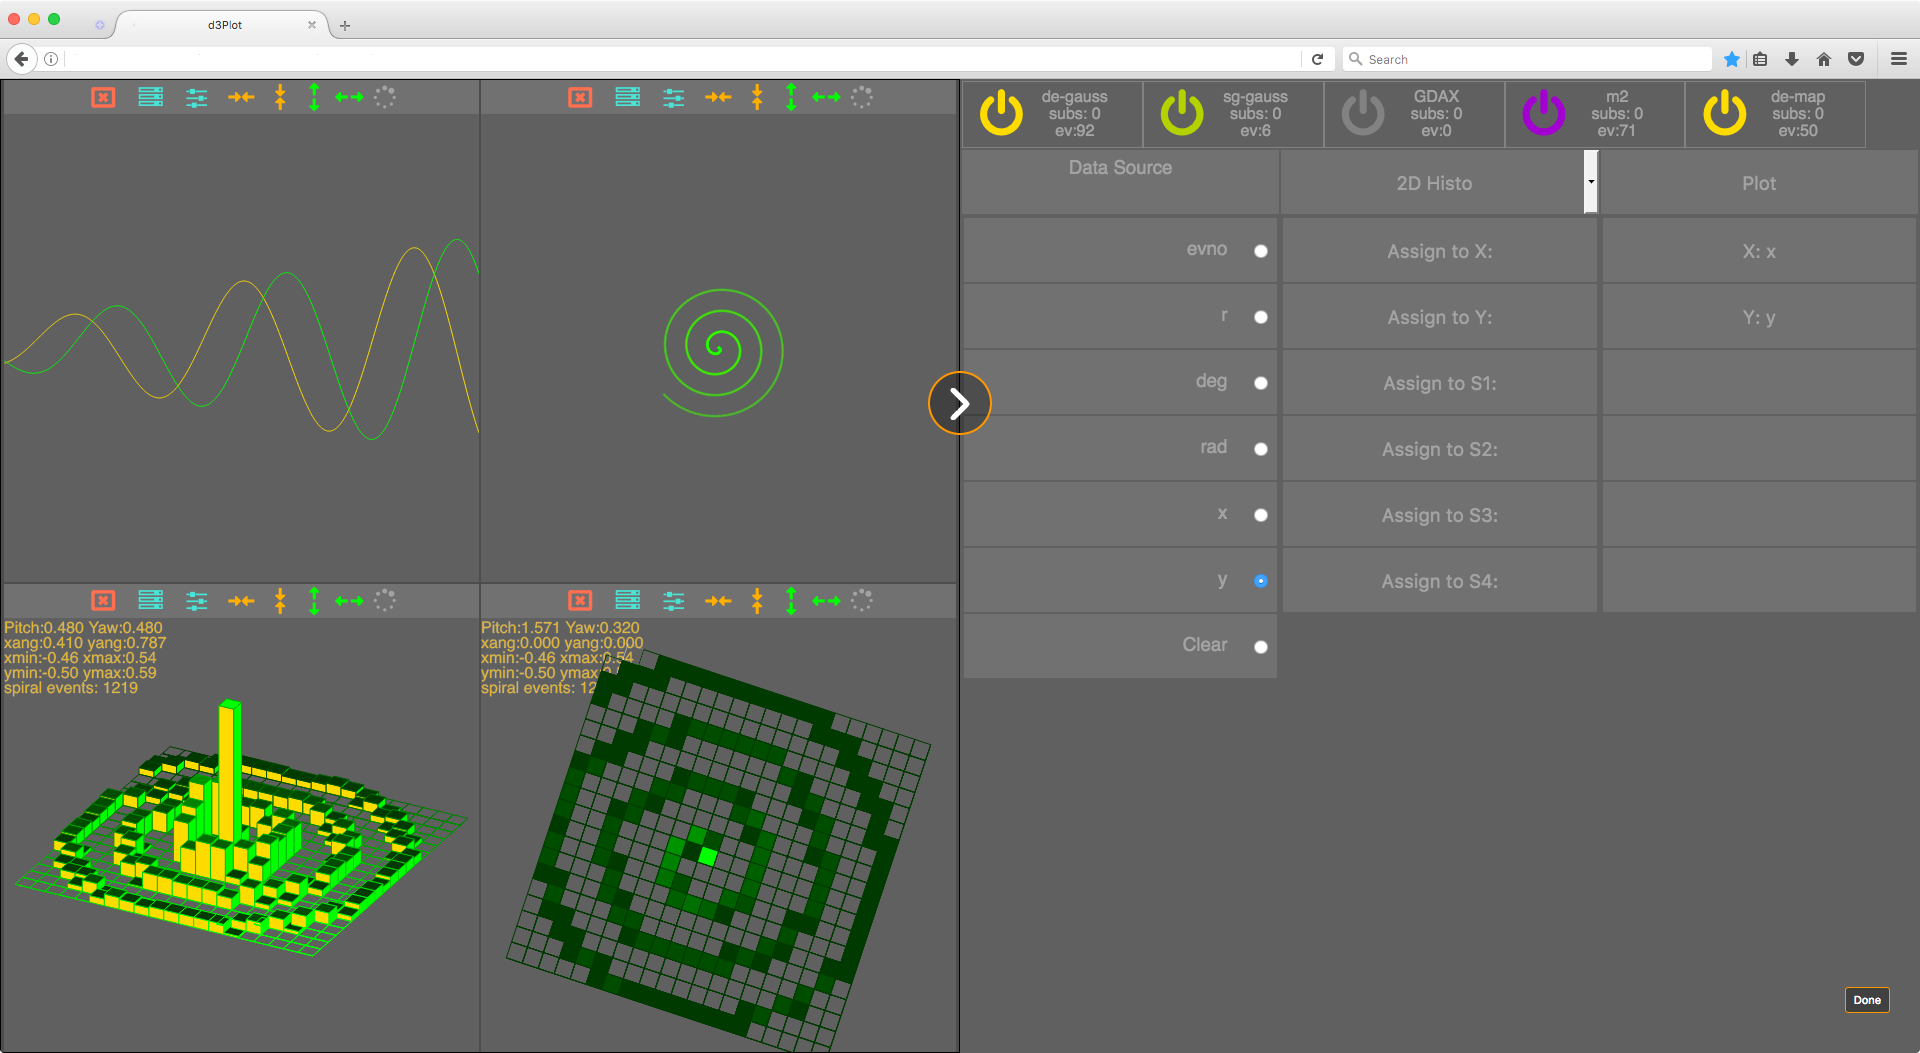 d3Plot
Search
de-gauss
subs: 0
ev:92
sg-gauss
subs: 0
ev:6
GDAX
subs: 0
ev:0
m2
subs: 0
ev:71
de-map
subs: 0
ev:50
Data Source
2D Histo
Plot
evno
Assign to X:
X: x
r
Assign to Y:
Y: y
deg
Assign to S1:
rad
Assign to S2:
x
Assign to S3:
y
Assign to S4:
Clear
Pitch:0.480 Yaw:0.480
xang:0.410 yang:0.787
xmin:-0.46 xmax:0.54
ymin:-0.50 ymax:0.59
spiral events: 1219
Pitch:1.571 Yaw:0.320
xang:0.000 yang:0.000
xmin:-0.46 xmax:0.54
ymin:-0.50 ymax
spiral events: 12
Done